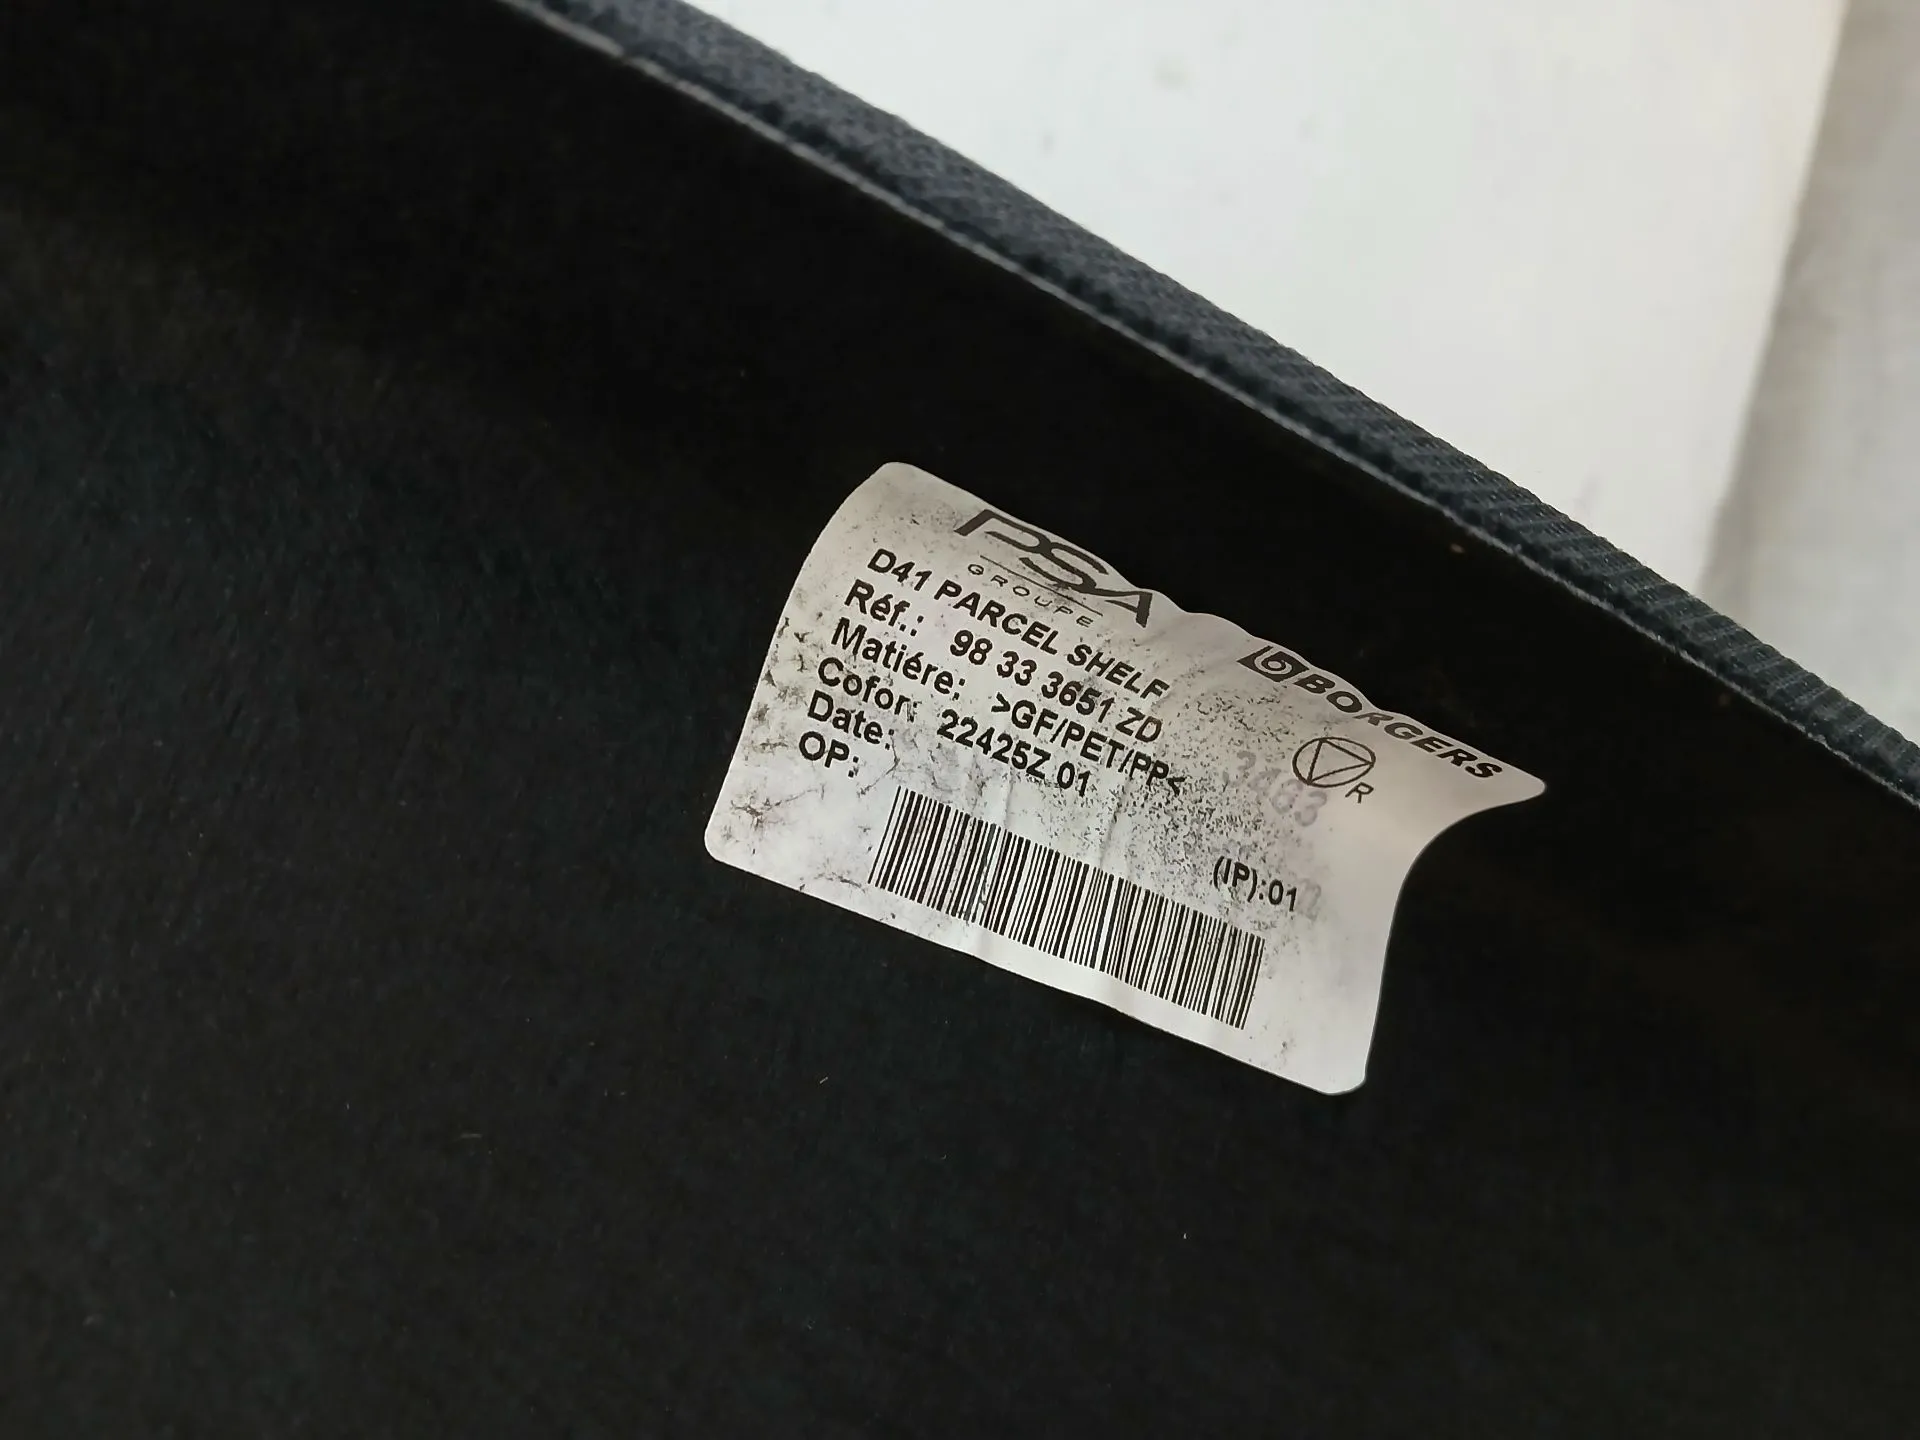 PSA
GROUPE
BORGERS
D41 PARCEL SHELF
Réf.: 98 33 3651 ZD
Matiére: >GF/PET/PP<
R
Cofor: 22425Z 01
Date:
OP:
(IP):01